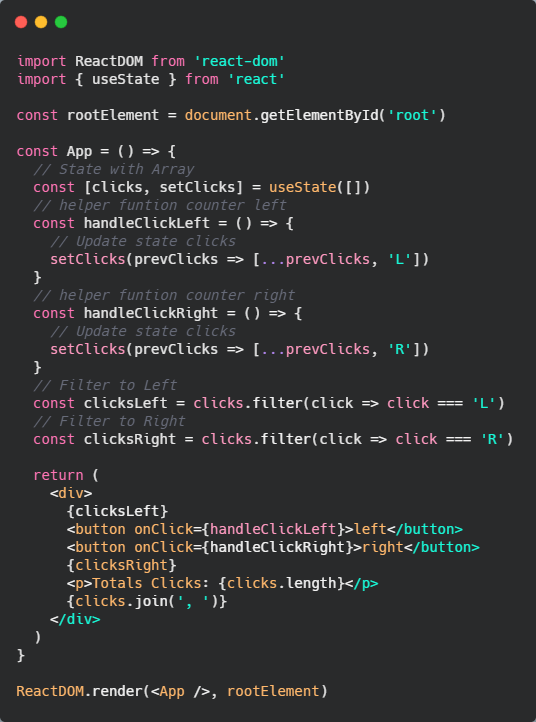 import ReactDOM from 'react-dom'
import { useState } from 'react'

const rootElement = document.getElementById('root')

const App = () => {
  // State with Array
  const [clicks, setClicks] = useState([])
  // helper funtion counter left
  const handleClickLeft = () => {
    // Update state clicks
    setClicks(prevClicks => [...prevClicks, 'L'])
  }
  // helper funtion counter right
  const handleClickRight = () => {
    // Update state clicks
    setClicks(prevClicks => [...prevClicks, 'R'])
  }
  // Filter to Left
  const clicksLeft = clicks.filter(click => click === 'L')
  // Filter to Right
  const clicksRight = clicks.filter(click => click === 'R')

  return (
    <div>
      {clicksLeft}
      <button onClick={handleClickLeft}>left</button>
      <button onClick={handleClickRight}>right</button>
      {clicksRight}
      <p>Totals Clicks: {clicks.length}</p>
      {clicks.join(', ')}
    </div>
  )
}

ReactDOM.render(<App />, rootElement)